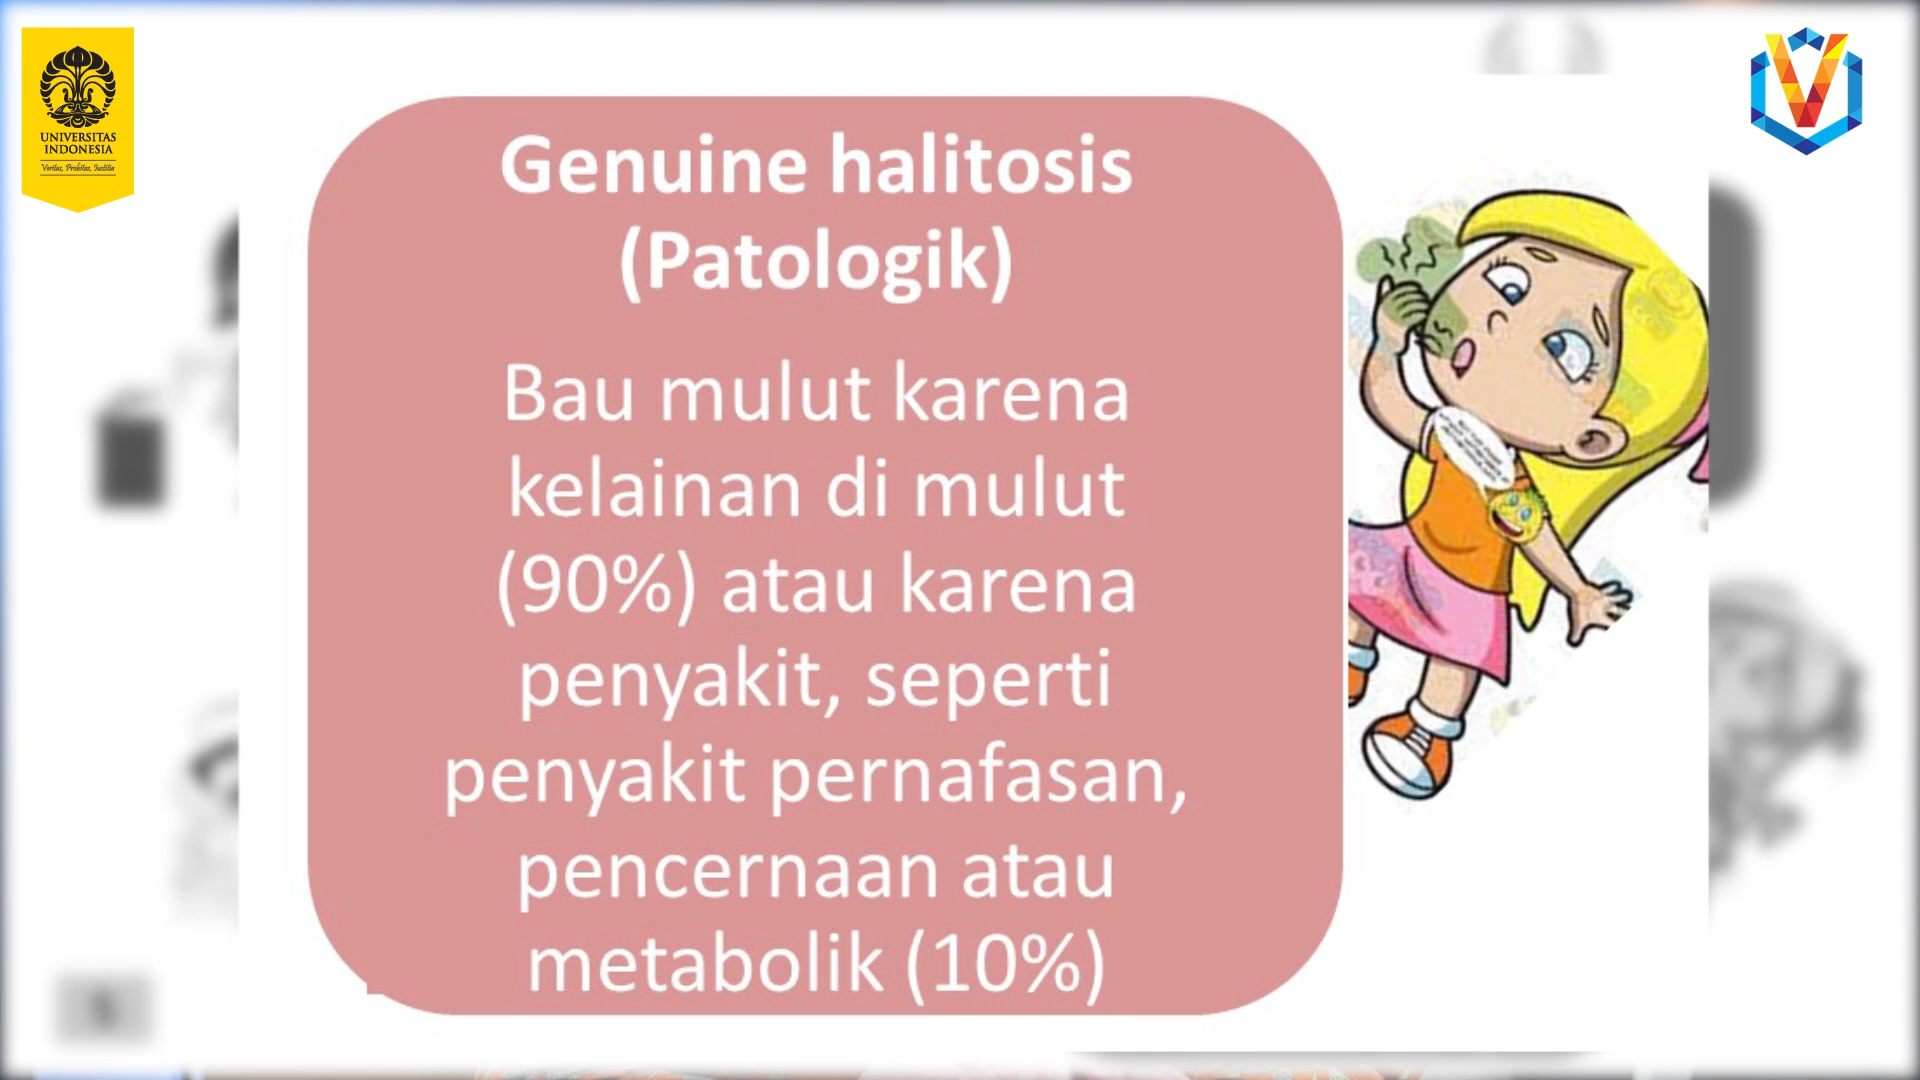 UNIVERSITAS
INDONESIA
Veritas, Probitas, Justitia
Genuine halitosis
(Patologik)
Bau mulut karena
kelainan di mulut
(90%) atau karena
penyakit, seperti
penyakit pernafasan,
pencernaan atau
metabolik (10%)